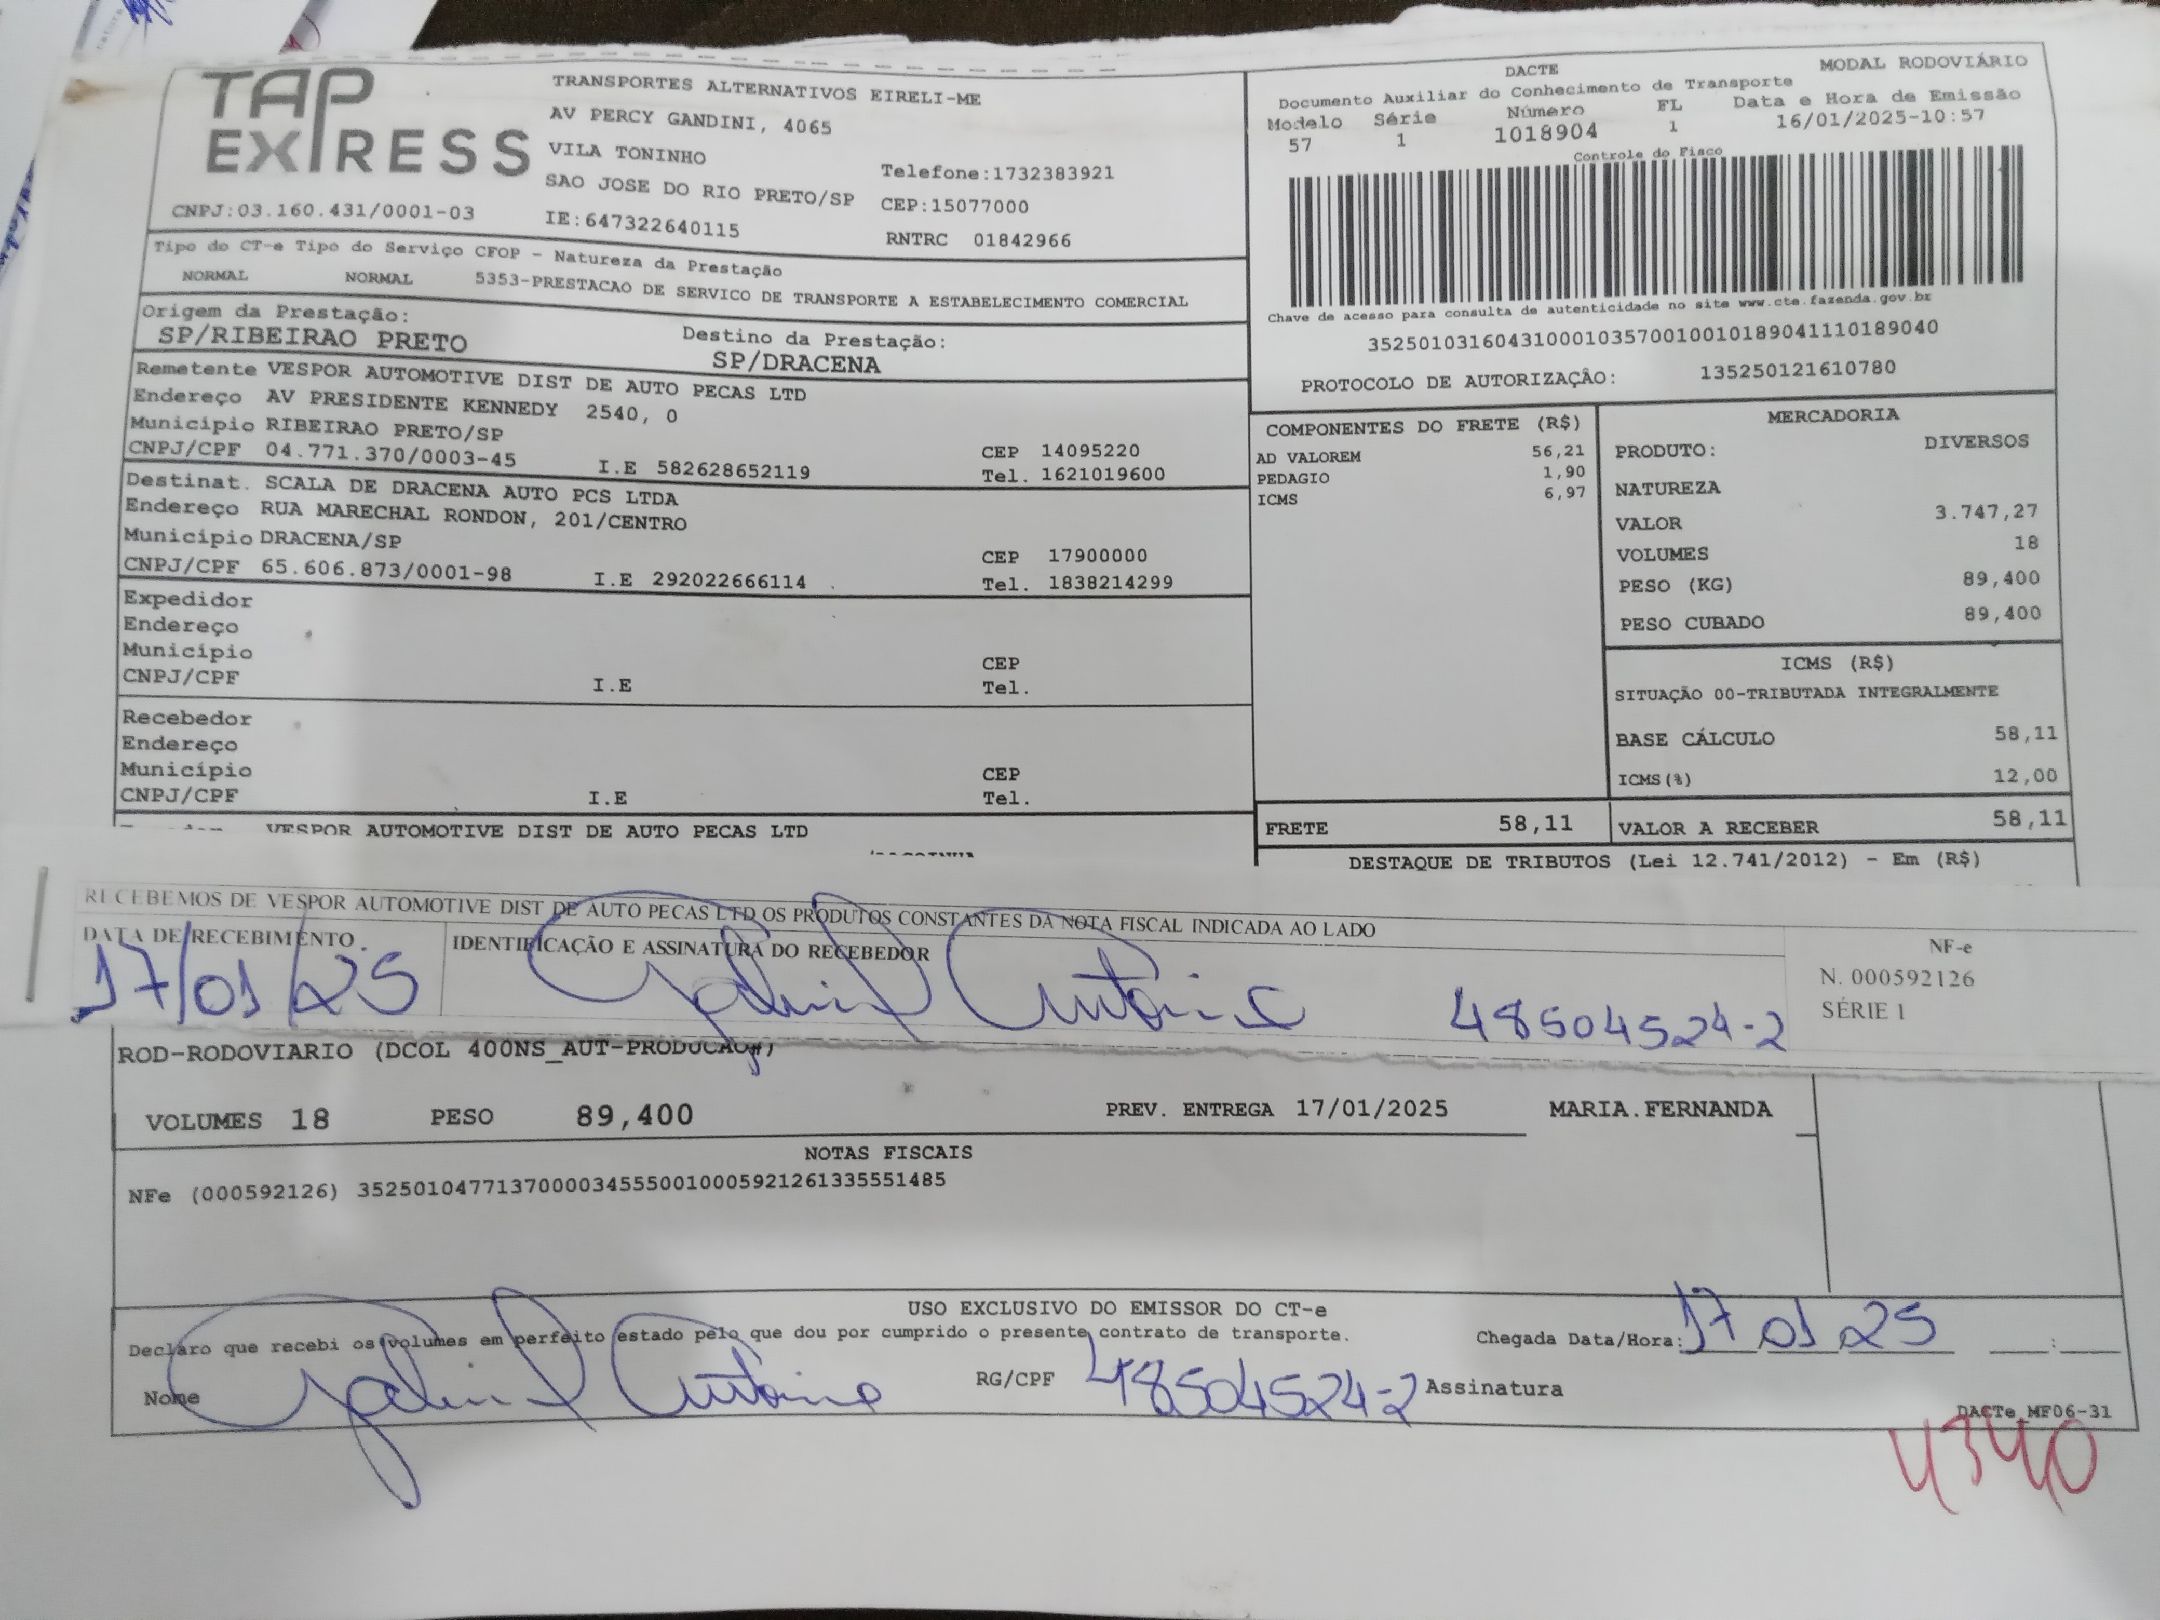 TAP EXPRESS
TRANSPORTES ALTERNATIVOS EIRELI-ME
AV PERCY GANDINI, 4065
VILA TONINHO
SAO JOSE DO RIO PRETO/SP
Telefone:1732383921
CEP:15077000
CNPJ:03.160.431/0001-03
IE:647322640115
RNTRC 01842966
Tipo do CT-e Tipo do Serviço CFOP - Natureza da Prestação
NORMAL NORMAL 5353-PRESTACAO DE SERVICO DE TRANSPORTE A ESTABELECIMENTO COMERCIAL
Origem da Prestação:
SP/RIBEIRAO PRETO
Destino da Prestação:
SP/DRACENA
Remetente VESPOR AUTOMOTIVE DIST DE AUTO PECAS LTD
Endereço AV PRESIDENTE KENNEDY 2540, 0
Município RIBEIRAO PRETO/SP
CEP 14095220
CNPJ/CPF 04.771.370/0003-45 I.E 582628652119 Tel. 1621019600
Destinat. SCALA DE DRACENA AUTO PCS LTDA
Endereço RUA MARECHAL RONDON, 201/CENTRO
Município DRACENA/SP
CEP 17900000
CNPJ/CPF 65.606.873/0001-98 I.E 292022666114 Tel. 1838214299
Expedidor
Endereço
Município
CEP
CNPJ/CPF I.E Tel.
Recebedor
Endereço
Município
CEP
CNPJ/CPF I.E Tel.
VESPOR AUTOMOTIVE DIST DE AUTO PECAS LTD
DACTE
MODAL RODOVIÁRIO
Documento Auxiliar do Conhecimento de Transporte
Modelo Série Número FL Data e Hora de Emissão
57 1 1018904 1 16/01/2025-10:57
Controle do Fisco
Chave de acesso para consulta de autenticidade no site www.cte.fazenda.gov.br
35250103160431000103570010010189041110189040
PROTOCOLO DE AUTORIZAÇÃO: 135250121610780
COMPONENTES DO FRETE (R$)
AD VALOREM 56,21
PEDAGIO 1,90
ICMS 6,97
MERCADORIA
PRODUTO: DIVERSOS
NATUREZA
VALOR 3.747,27
VOLUMES 18
PESO (KG) 89,400
PESO CUBADO 89,400
ICMS (R$)
SITUAÇÃO 00-TRIBUTADA INTEGRALMENTE
BASE CÁLCULO 58,11
ICMS(%) 12,00
FRETE 58,11
VALOR A RECEBER 58,11
DESTAQUE DE TRIBUTOS (Lei 12.741/2012) - Em (R$)
RECEBEMOS DE VESPOR AUTOMOTIVE DIST DE AUTO PECAS LTD OS PRODUTOS CONSTANTES DA NOTA FISCAL INDICADA AO LADO
DATA DE RECEBIMENTO
IDENTIFICAÇÃO E ASSINATURA DO RECEBEDOR
NF-e
N. 000592126
SÉRIE 1
17/01/25 Gabriel Antonio 48504524-2
ROD-RODOVIARIO (DCOL 400NS_AUT-PRODUCAO#)
VOLUMES 18 PESO 89,400 PREV. ENTREGA 17/01/2025 MARIA.FERNANDA
NOTAS FISCAIS
NFe (000592126) 35250104771370000345550010005921261335551485
USO EXCLUSIVO DO EMISSOR DO CT-e
Declaro que recebi os volumes em perfeito estado pelo que dou por cumprido o presente contrato de transporte.
Chegada Data/Hora: 17 01 25 :
Nome Gabriel Antonio RG/CPF 48504524-2 Assinatura
DACTe MF06-31
4340